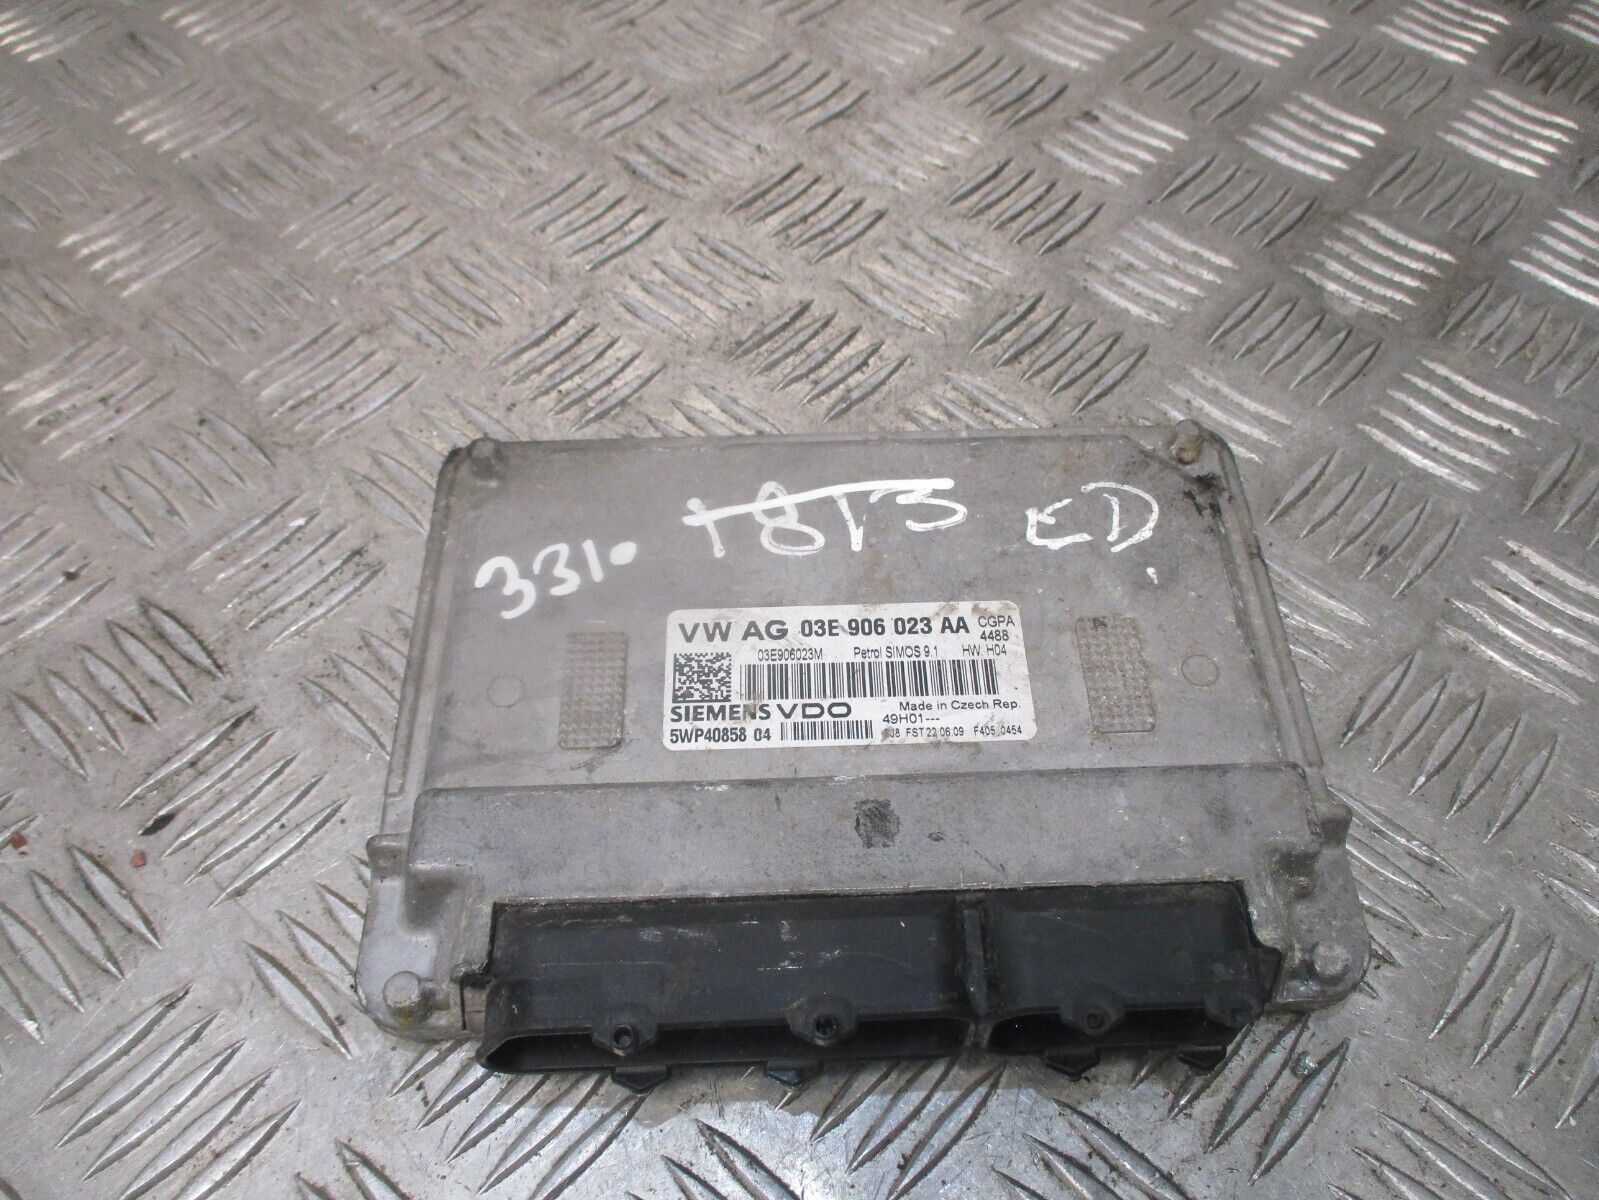 331. T8V3 ED.
VW AG 03E 906 023 AA CGPA
4488
03E906023M Petrol SIMOS 9.1 HW: H04
SIEMENS VDO Made in Czech Rep.
49H01---
5WP40858 04 FST 22.06.09 F405 0454